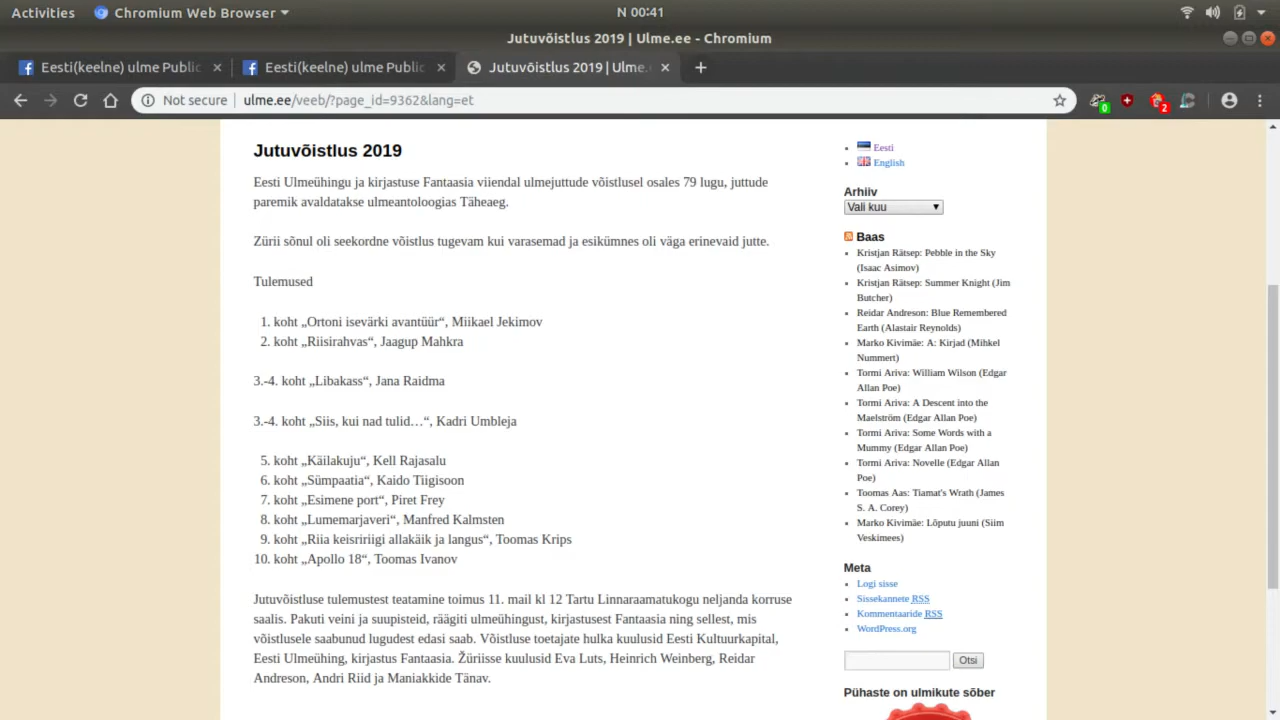 Activities Chromium Web Browser N 00:41
Jutuvõistlus 2019 | Ulme.ee - Chromium
Eesti(keelne) ulme Public Eesti(keelne) ulme Public Jutuvõistlus 2019 | Ulme.e
Not secure ulme.ee/veeb/?page_id=9362&lang=et 0 2
Jutuvõistlus 2019
Eesti Ulmeühingu ja kirjastuse Fantaasia viiendal ulmejuttude võistlusel osales 79 lugu, juttude
paremik avaldatakse ulmeantoloogias Täheaeg.
Zürii sõnul oli seekordne võistlus tugevam kui varasemad ja esikümnes oli väga erinevaid jutte.
Tulemused
1. koht „Ortoni isevärki avantüür“, Miikael Jekimov
2. koht „Riisirahvas“, Jaagup Mahkra
3.-4. koht „Libakass“, Jana Raidma
3.-4. koht „Siis, kui nad tulid…“, Kadri Umbleja
5. koht „Käilakuju“, Kell Rajasalu
6. koht „Sümpaatia“, Kaido Tiigisoon
7. koht „Esimene port“, Piret Frey
8. koht „Lumemarjaveri“, Manfred Kalmsten
9. koht „Riia keisririigi allakäik ja langus“, Toomas Krips
10. koht „Apollo 18“, Toomas Ivanov
Jutuvõistluse tulemustest teatamine toimus 11. mail kl 12 Tartu Linnaraamatukogu neljanda korruse
saalis. Pakuti veini ja suupisteid, räägiti ulmeühingust, kirjastusest Fantaasia ning sellest, mis
võistlusele saabunud lugudest edasi saab. Võistluse toetajate hulka kuulusid Eesti Kultuurkapital,
Eesti Ulmeühing, kirjastus Fantaasia. Žüriisse kuulusid Eva Luts, Heinrich Weinberg, Reidar
Andreson, Andri Riid ja Maniakkide Tänav.
Eesti
English
Arhiiv
Vali kuu
Baas
Kristjan Rätsep: Pebble in the Sky
(Isaac Asimov)
Kristjan Rätsep: Summer Knight (Jim
Butcher)
Reidar Andreson: Blue Remembered
Earth (Alastair Reynolds)
Marko Kivimäe: A: Kirjad (Mihkel
Nummert)
Tormi Ariva: William Wilson (Edgar
Allan Poe)
Tormi Ariva: A Descent into the
Maelström (Edgar Allan Poe)
Tormi Ariva: Some Words with a
Mummy (Edgar Allan Poe)
Tormi Ariva: Novelle (Edgar Allan
Poe)
Toomas Aas: Tiamat's Wrath (James
S. A. Corey)
Marko Kivimäe: Lõputu juuni (Siim
Veskimees)
Meta
Logi sisse
Sissekannete RSS
Kommentaaride RSS
WordPress.org
Otsi
Pühaste on ulmikute sõber